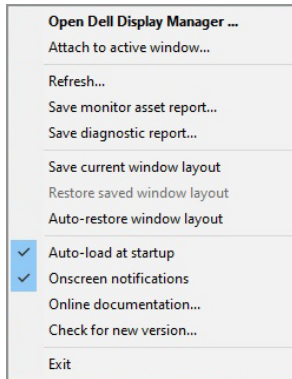 Open Dell Display Manager ...
Attach to active window...
Refresh...
Save monitor asset report...
Save diagnostic report...
Save current window layout
Restore saved window layout
Auto-restore window layout
Auto-load at startup
Onscreen notifications
Online documentation...
Check for new version...
Exit